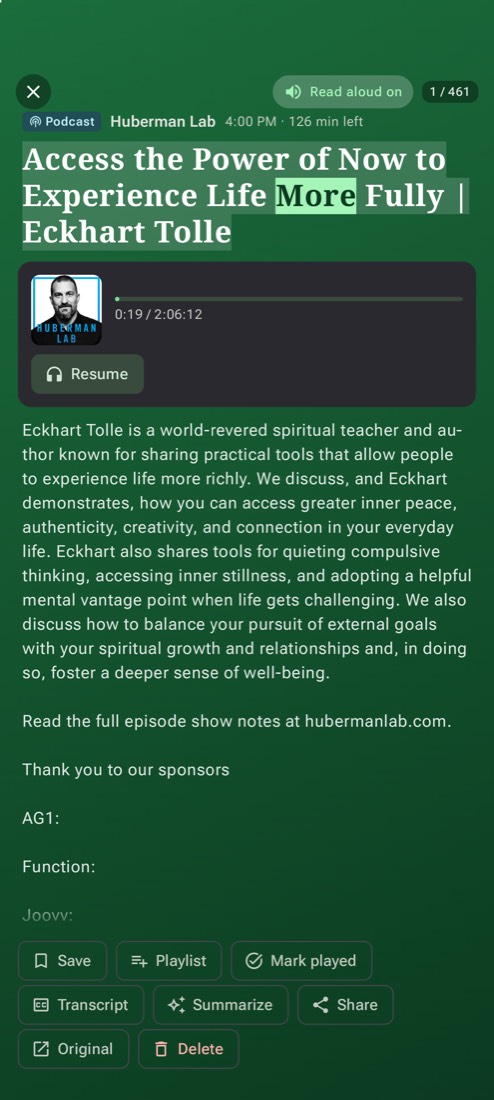 Read aloud on
1 / 461
Podcast Huberman Lab 4:00 PM · 126 min left
Access the Power of Now to
Experience Life More Fully |
Eckhart Tolle
HUBERMAN
LAB
0:19 / 2:06:12
Resume
Eckhart Tolle is a world-revered spiritual teacher and au-
thor known for sharing practical tools that allow people
to experience life more richly. We discuss, and Eckhart
demonstrates, how you can access greater inner peace,
authenticity, creativity, and connection in your everyday
life. Eckhart also shares tools for quieting compulsive
thinking, accessing inner stillness, and adopting a helpful
mental vantage point when life gets challenging. We also
discuss how to balance your pursuit of external goals
with your spiritual growth and relationships and, in doing
so, foster a deeper sense of well-being.
Read the full episode show notes at hubermanlab.com.
Thank you to our sponsors
AG1:
Function:
Joovv:
Save Playlist Mark played
Transcript Summarize Share
Original Delete